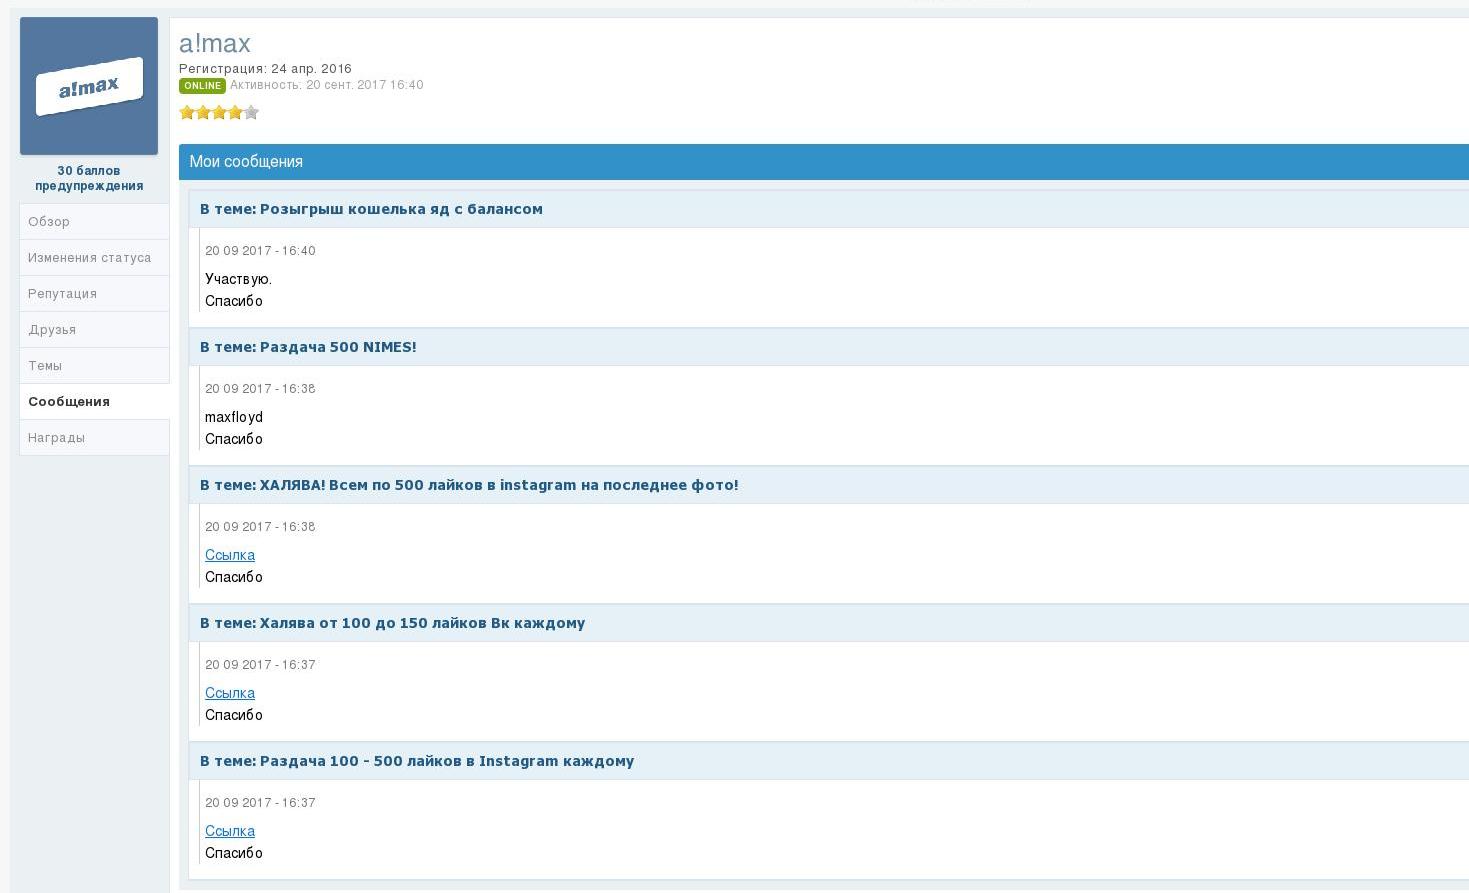 a!max
30 баллов
предупреждения
Обзор
Изменения статуса
Репутация
Друзья
Темы
Сообщения
Награды
a!max
Регистрация: 24 апр. 2016
ONLINE Активность: 20 сент. 2017 16:40
Мои сообщения
В теме: Розыгрыш кошелька яд с балансом
20 09 2017 - 16:40
Участвую.
Спасибо
В теме: Раздача 500 NIMES!
20 09 2017 - 16:38
maxfloyd
Спасибо
В теме: ХАЛЯВА! Всем по 500 лайков в instagram на последнее фото!
20 09 2017 - 16:38
Ссылка
Спасибо
В теме: Халява от 100 до 150 лайков Вк каждому
20 09 2017 - 16:37
Ссылка
Спасибо
В теме: Раздача 100 - 500 лайков в Instagram каждому
20 09 2017 - 16:37
Ссылка
Спасибо